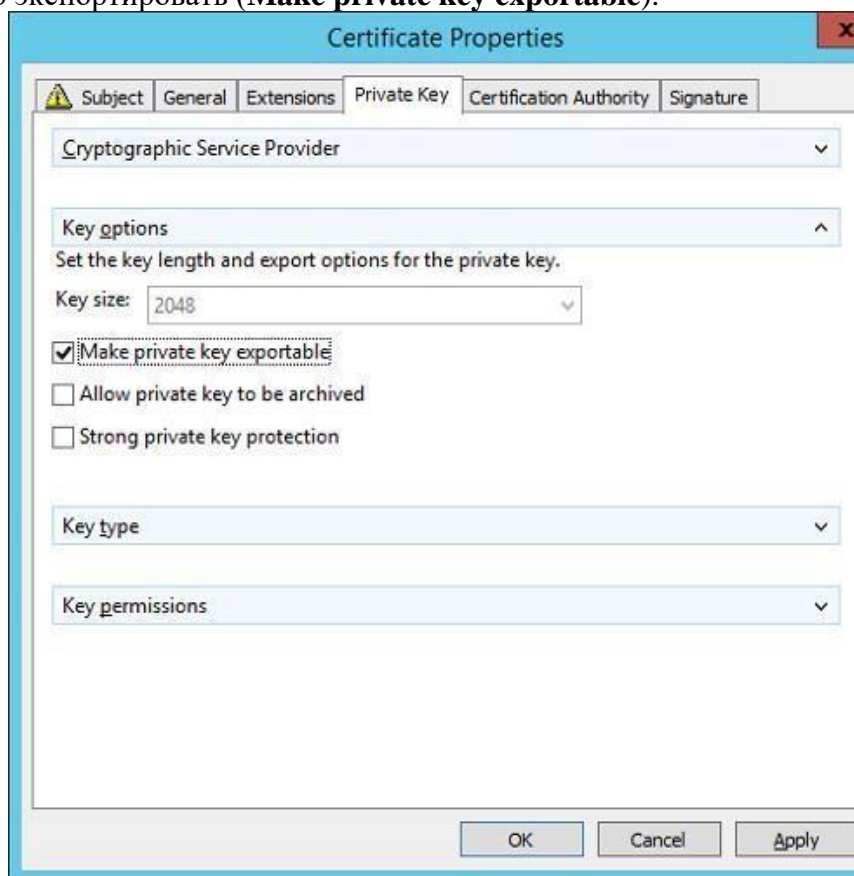 экспортировать (Make private key exportable).
Certificate Properties
x
Subject General Extensions Private Key Certification Authority Signature
Cryptographic Service Provider
Key options
Set the key length and export options for the private key.
Key size: 2048
Make private key exportable
Allow private key to be archived
Strong private key protection
Key type
Key permissions
OK Cancel Apply